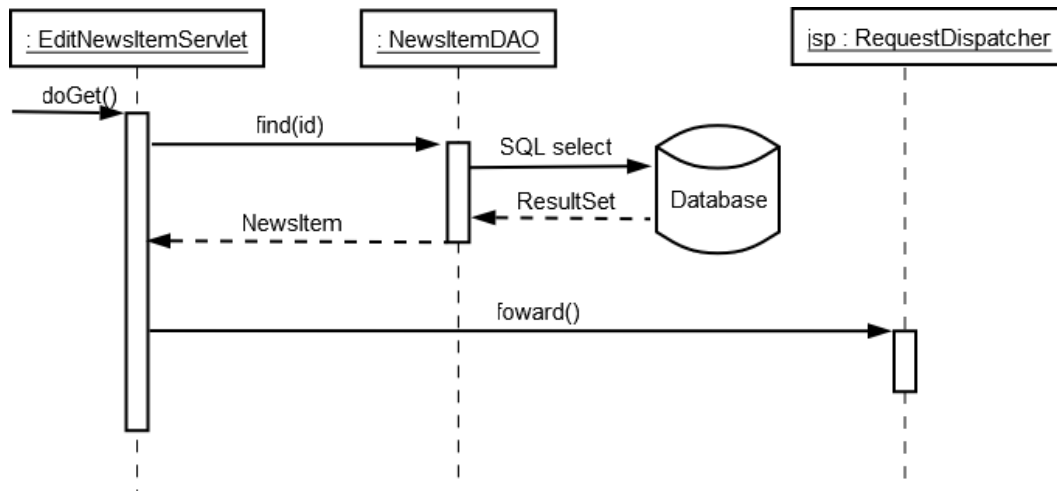 : EditNewsItemServlet
: NewsItemDAO
jsp : RequestDispatcher
doGet()
find(id)
SQL select
Database
ResultSet
NewsItem
foward()